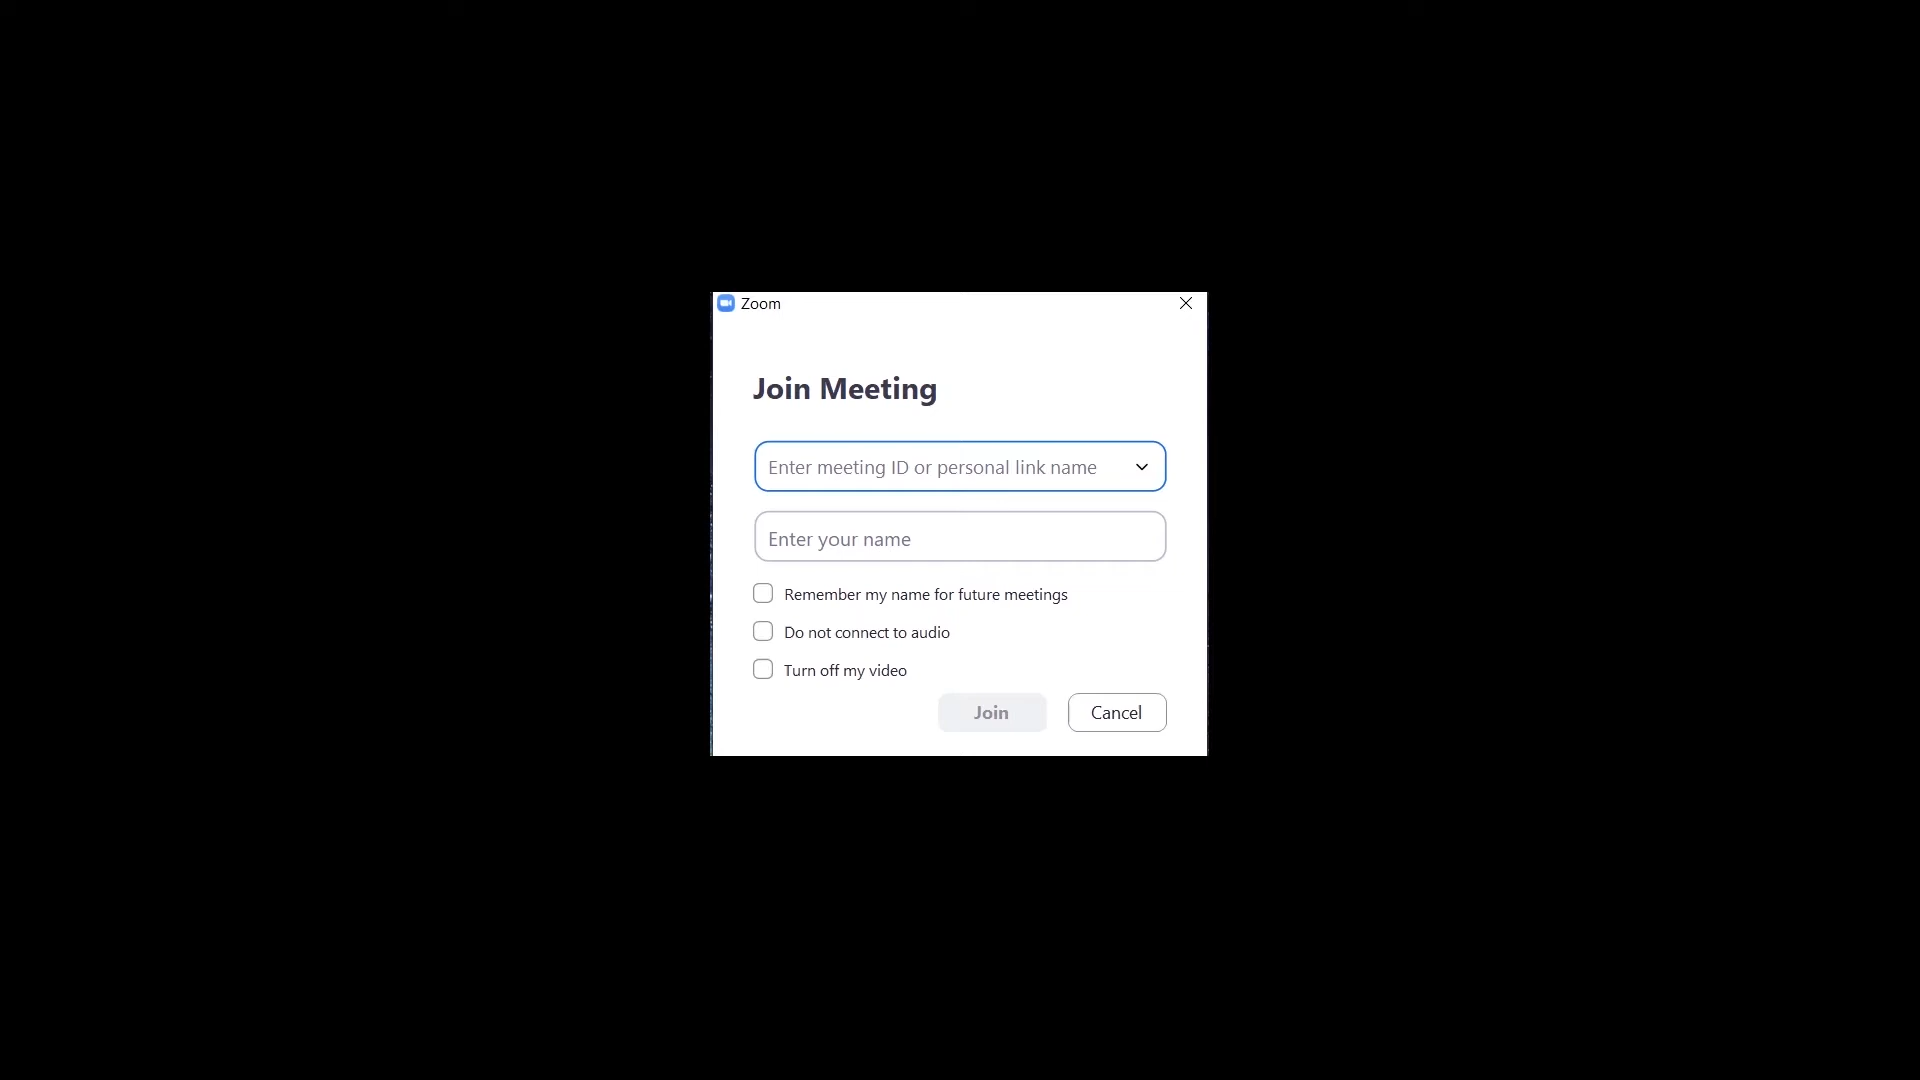 Zoom
Join Meeting
Enter meeting ID or personal link name
Enter your name
Remember my name for future meetings
Do not connect to audio
Turn off my video
Join Cancel